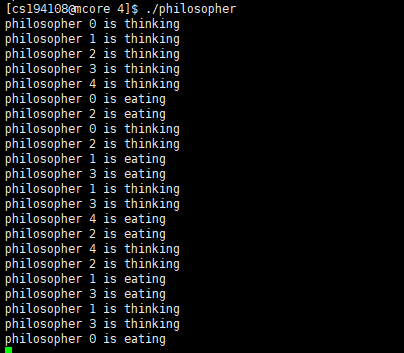 [cs194108@mcore 4]$ ./philosopher
philosopher 0 is thinking
philosopher 1 is thinking
philosopher 2 is thinking
philosopher 3 is thinking
philosopher 4 is thinking
philosopher 0 is eating
philosopher 2 is eating
philosopher 0 is thinking
philosopher 2 is thinking
philosopher 1 is eating
philosopher 3 is eating
philosopher 1 is thinking
philosopher 3 is thinking
philosopher 4 is eating
philosopher 2 is eating
philosopher 4 is thinking
philosopher 2 is thinking
philosopher 1 is eating
philosopher 3 is eating
philosopher 1 is thinking
philosopher 3 is thinking
philosopher 0 is eating